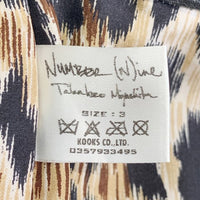 NUMBER (N)ine
Takahiro Miyashita
SIZE : 3
KOOKS CO.,LTD.
0357933495